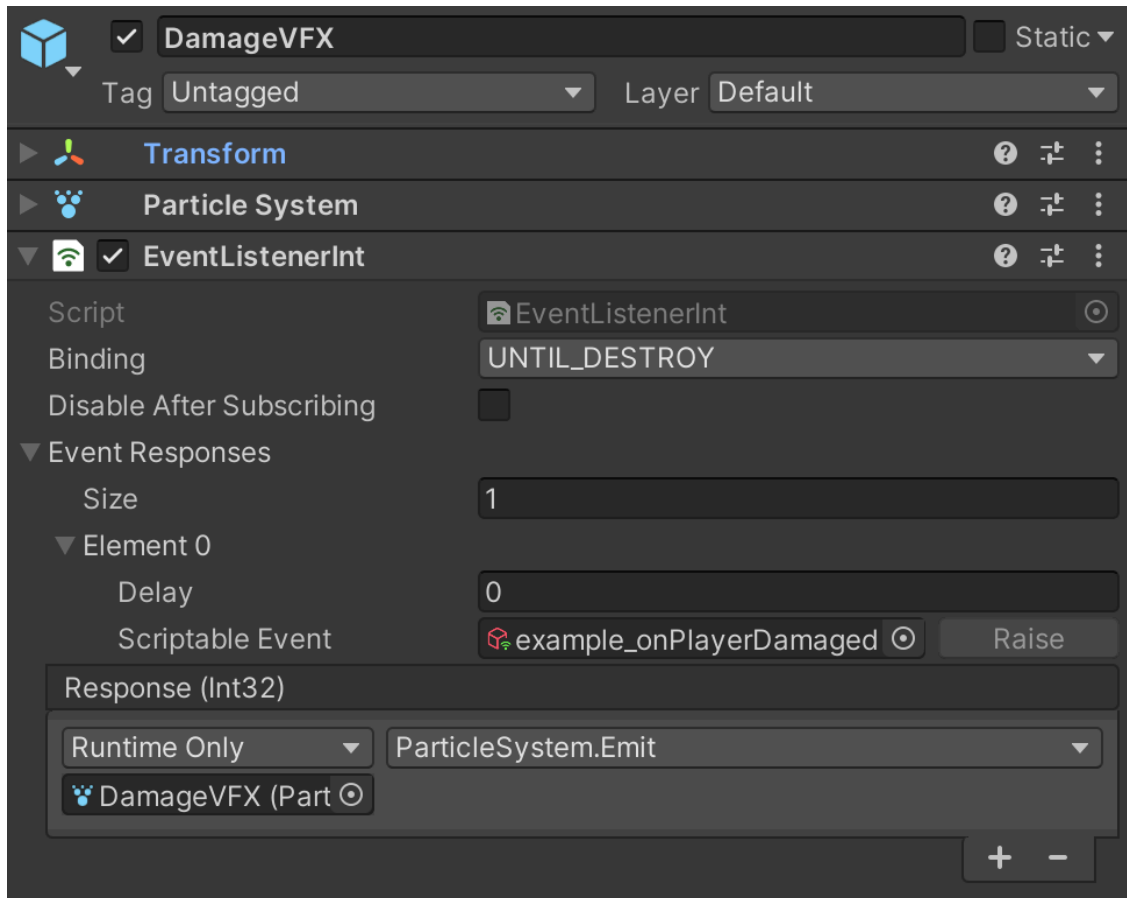 DamageVFX
Static
Tag Untagged Layer Default
Transform
Particle System
EventListenerInt
Script EventListenerInt
Binding UNTIL_DESTROY
Disable After Subscribing
Event Responses
Size 1
Element 0
Delay 0
Scriptable Event example_onPlayerDamaged Raise
Response (Int32)
Runtime Only ParticleSystem.Emit
DamageVFX (Part